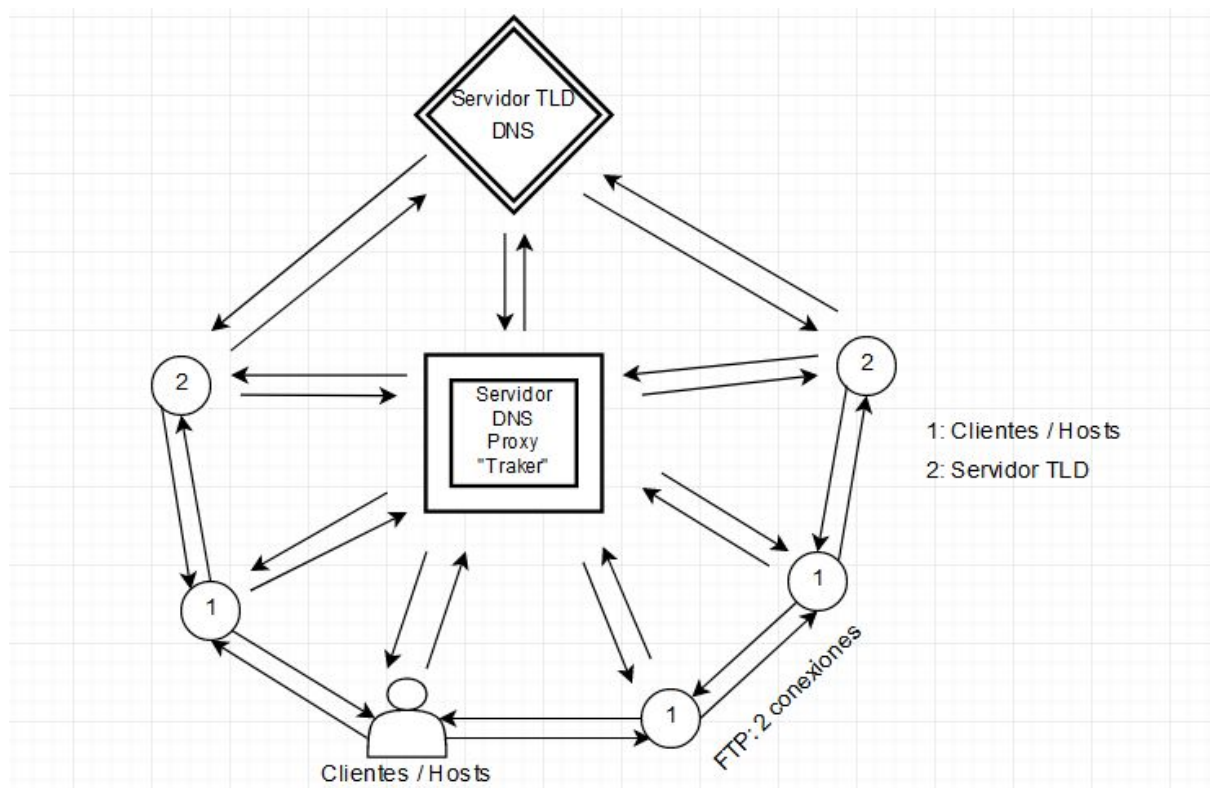 Servidor TLD
DNS
2
2
Servidor
DNS
Proxy
"Traker"
1: Clientes / Hosts
2: Servidor TLD
1
1
1
FTP: 2 conexiones
Clientes / Hosts